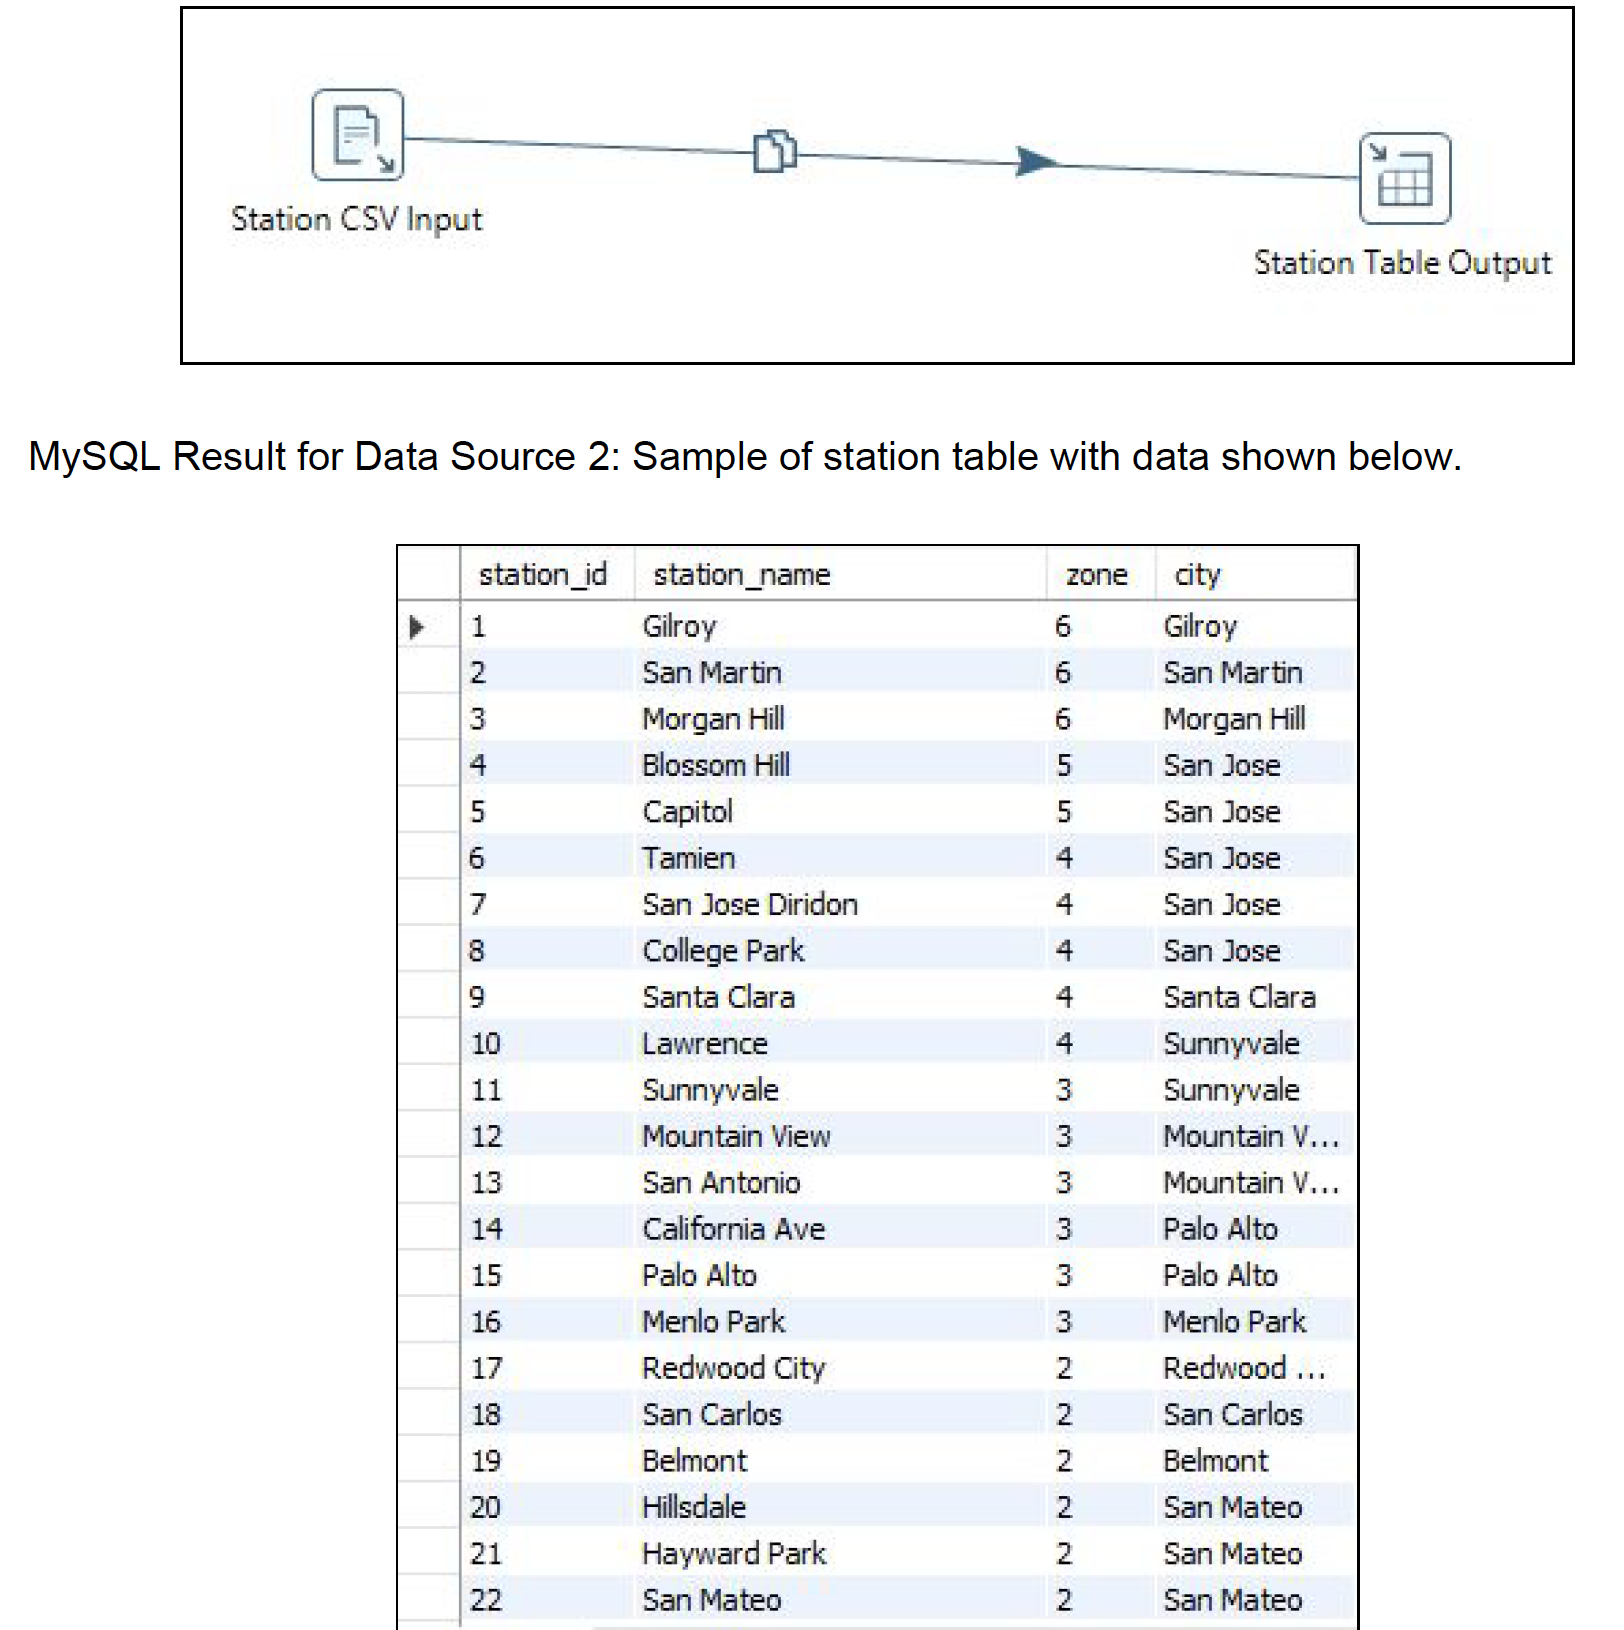 Station CSV Input
Station Table Output
MySQL Result for Data Source 2: Sample of station table with data shown below.
station_id station_name zone city
1 Gilroy 6 Gilroy
2 San Martin 6 San Martin
3 Morgan Hill 6 Morgan Hill
4 Blossom Hill 5 San Jose
5 Capitol 5 San Jose
6 Tamien 4 San Jose
7 San Jose Diridon 4 San Jose
8 College Park 4 San Jose
9 Santa Clara 4 Santa Clara
10 Lawrence 4 Sunnyvale
11 Sunnyvale 3 Sunnyvale
12 Mountain View 3 Mountain V...
13 San Antonio 3 Mountain V...
14 California Ave 3 Palo Alto
15 Palo Alto 3 Palo Alto
16 Menlo Park 3 Menlo Park
17 Redwood City 2 Redwood ...
18 San Carlos 2 San Carlos
19 Belmont 2 Belmont
20 Hillsdale 2 San Mateo
21 Hayward Park 2 San Mateo
22 San Mateo 2 San Mateo